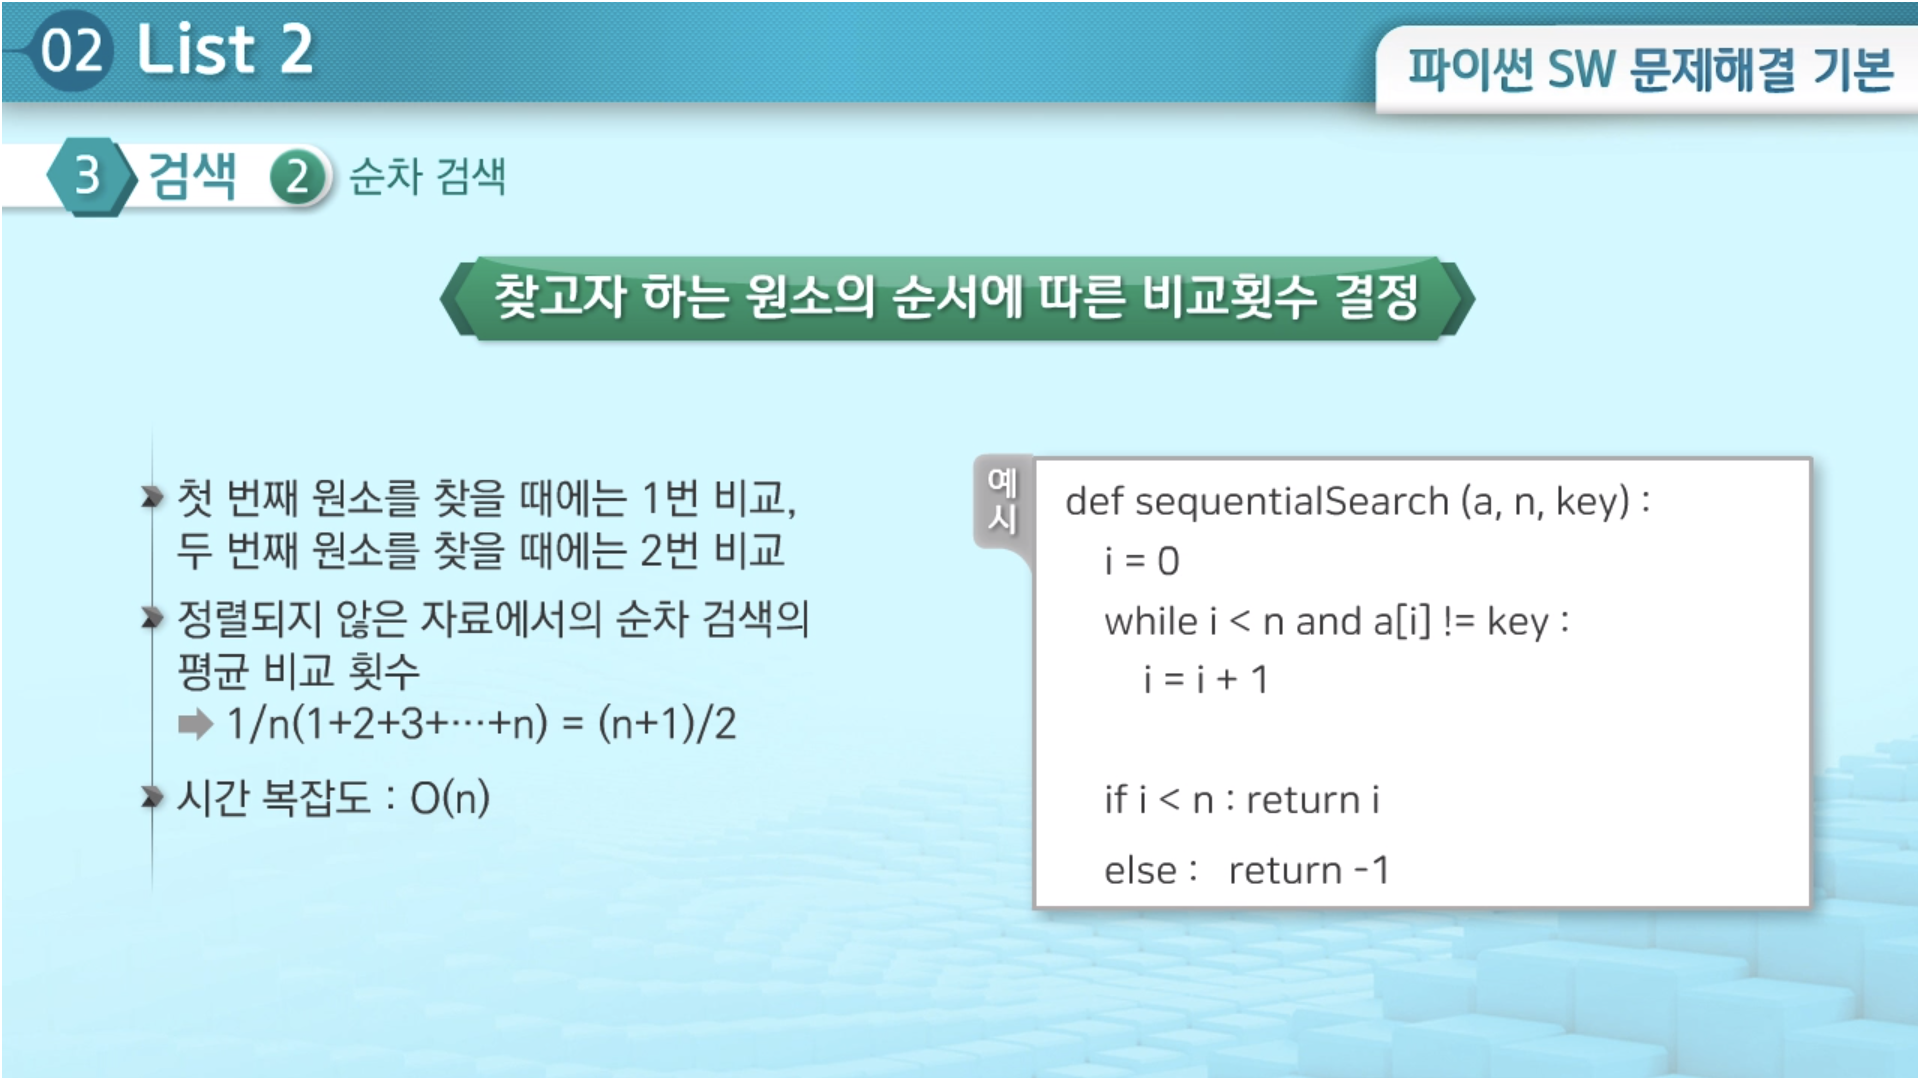 02 List 2
파이썬 SW 문제해결 기본
3 검색 2 순차 검색
찾고자 하는 원소의 순서에 따른 비교횟수 결정
첫 번째 원소를 찾을 때에는 1번 비교,
두 번째 원소를 찾을 때에는 2번 비교
정렬되지 않은 자료에서의 순차 검색의
평균 비교 횟수
➡ 1/n(1+2+3+⋯+n) = (n+1)/2
시간 복잡도 : O(n)
예시
def sequentialSearch (a, n, key) :
i = 0
while i < n and a[i] != key :
i = i + 1
if i < n : return i
else : return -1